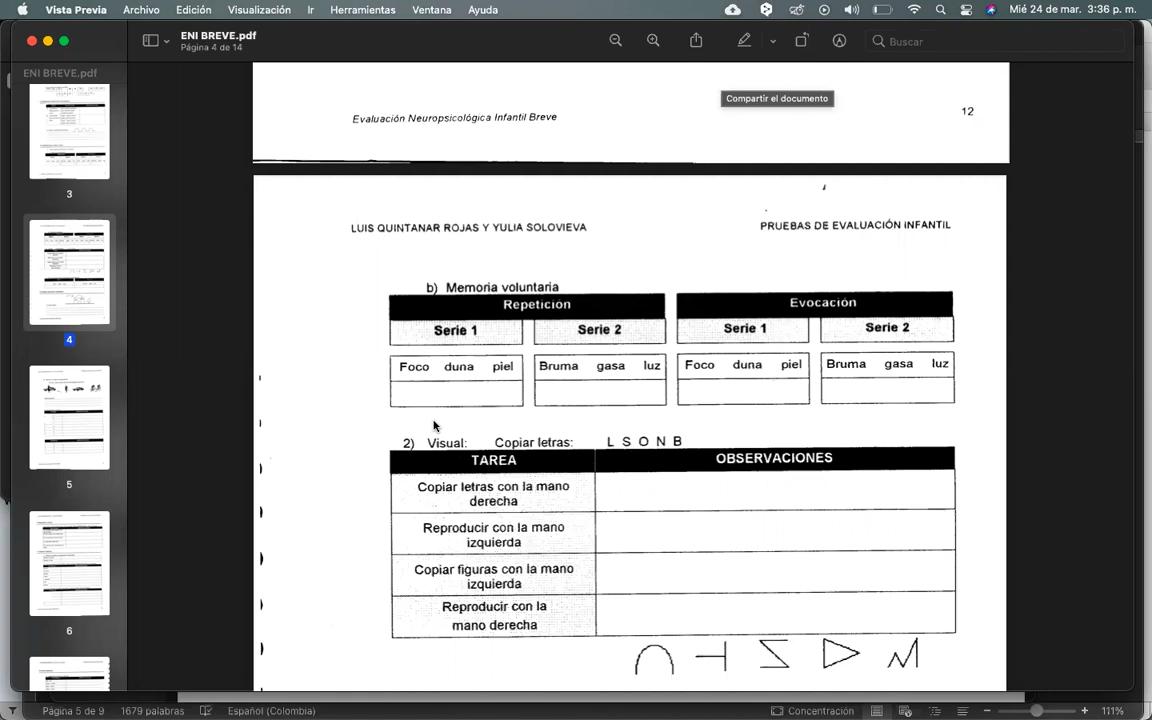 Vista Previa Archivo Edición Visualización Ir Herramientas Ventana Ayuda Mié 24 de mar. 3:36 p. m.
ENI BREVE.pdf
Página 4 de 14
Buscar
ENI BREVE.pdf
3
4
5
6
Compartir el documento
Evaluación Neuropsicológica Infantil Breve 12
LUIS QUINTANAR ROJAS Y YULIA SOLOVIEVA PRUEBAS DE EVALUACIÓN INFANTIL
b) Memoria voluntaria
Repetición Evocación
Serie 1 Serie 2 Serie 1 Serie 2
Foco duna piel Bruma gasa luz Foco duna piel Bruma gasa luz
2) Visual: Copiar letras: L S O N B
TAREA OBSERVACIONES
Copiar letras con la mano
derecha
Reproducir con la mano
izquierda
Copiar figuras con la mano
izquierda
Reproducir con la
mano derecha
Página 5 de 9 1679 palabras Español (Colombia) Concentración 111%